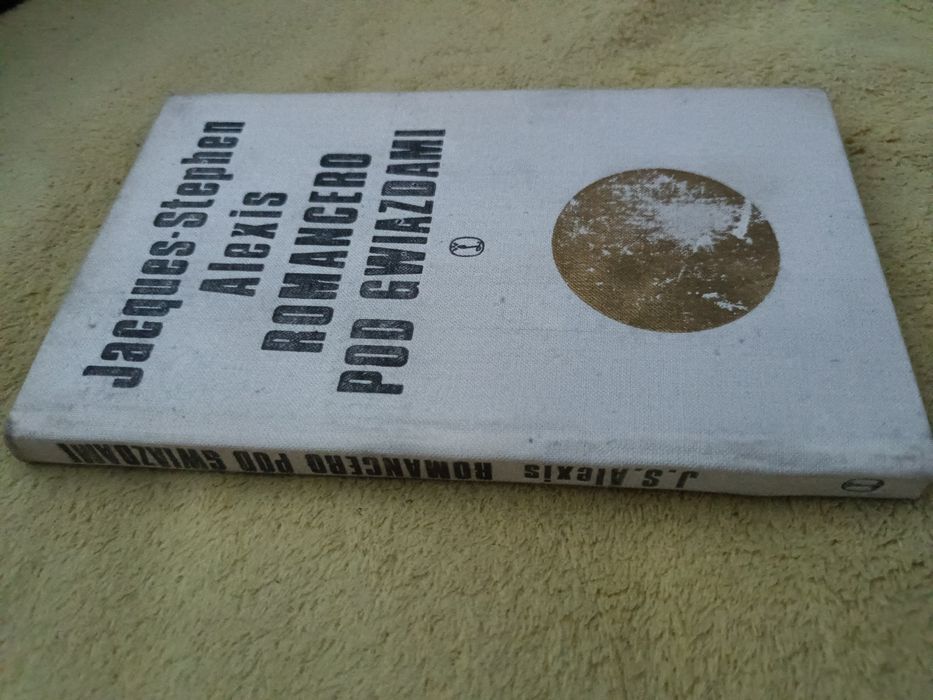 Jacques-Stephen
Alexis
ROMANCERO
POD GWIAZDAMI
J.S. Alexis ROMANCERO POD GWIAZDAMI